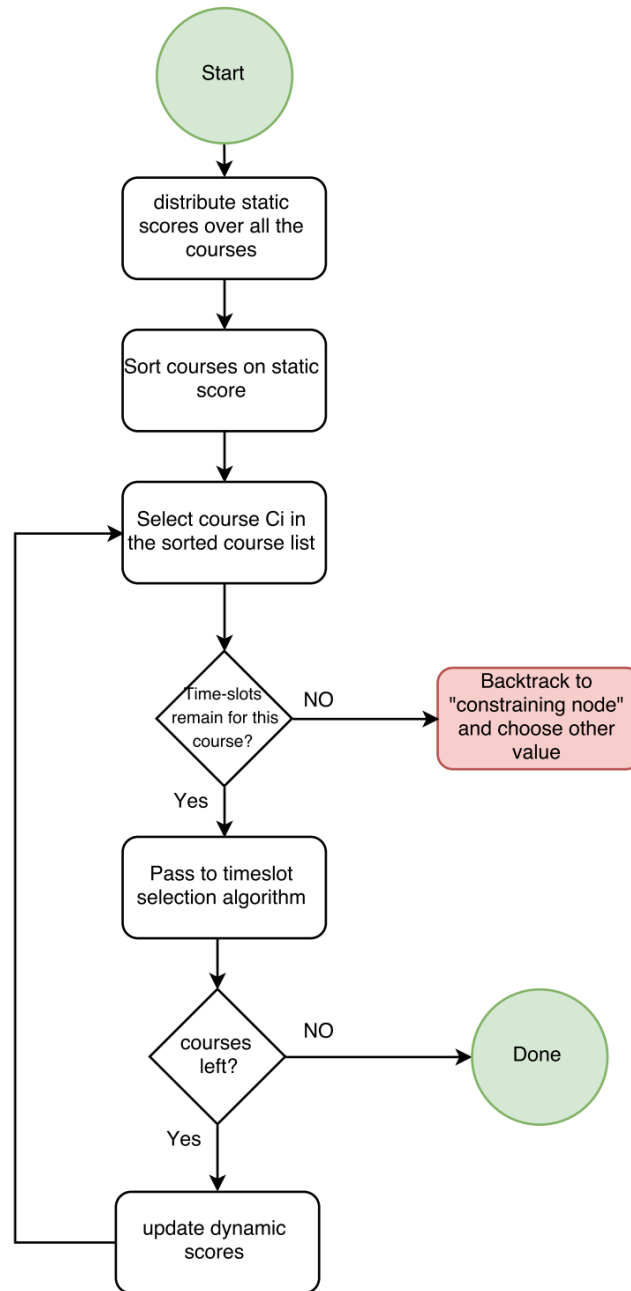 Start
distribute static
scores over all the
courses
Sort courses on static
score
Select course Ci in
the sorted course list
Time-slots
remain for this
course?
NO
Backtrack to
"constraining node"
and choose other
value
Yes
Pass to timeslot
selection algorithm
courses
left?
NO
Done
Yes
update dynamic
scores